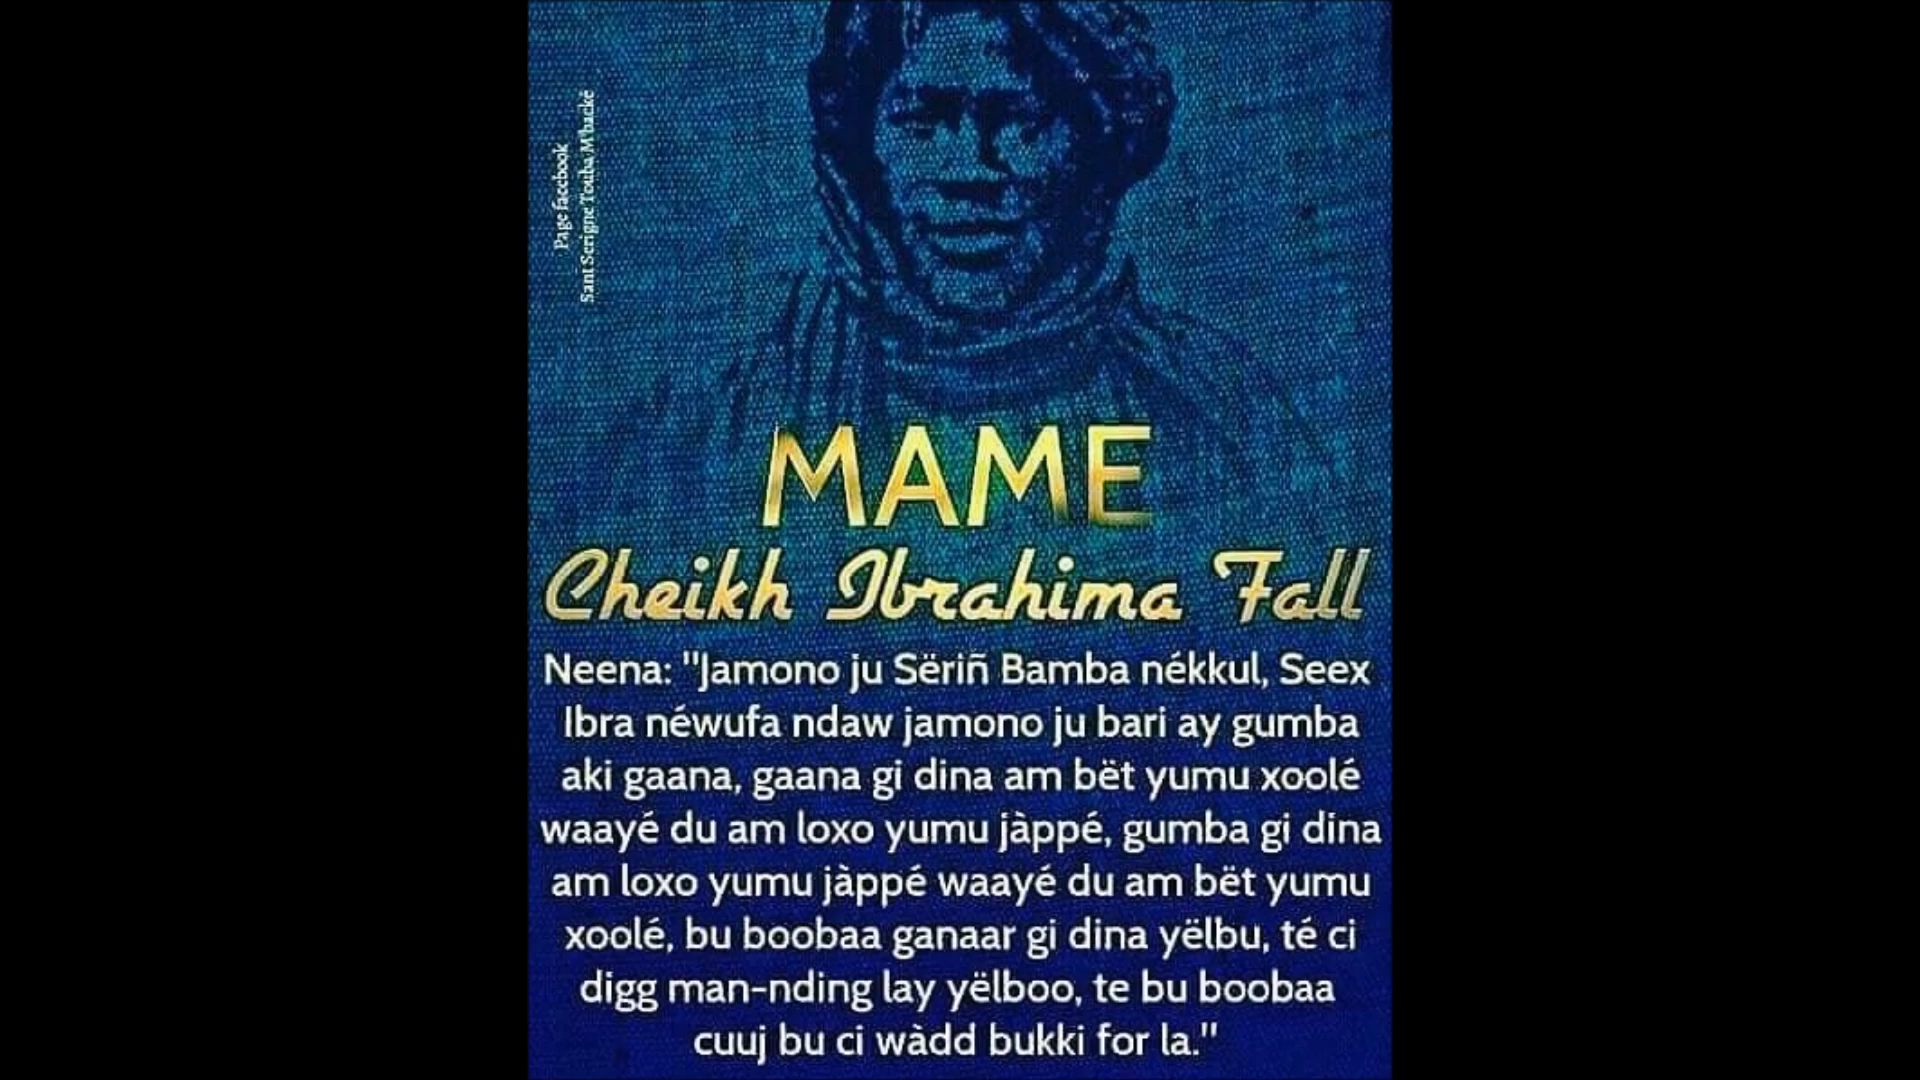 Page facebook
Sant Serigne Touba M'backé
MAME
Cheikh Ibrahima Fall
Neena: "Jamono ju Sëriñ Bamba nékkul, Seex
Ibra néwufa ndaw jamono ju bari ay gumba
aki gaana, gaana gi dina am bët yumu xoolé
waayé du am loxo yumu jàppé, gumba gi dina
am loxo yumu jàppé waayé du am bët yumu
xoolé, bu boobaa ganaar gi dina yëlbu, té ci
digg man-nding lay yëlboo, te bu boobaa
cuuj bu ci wàdd bukki for la."